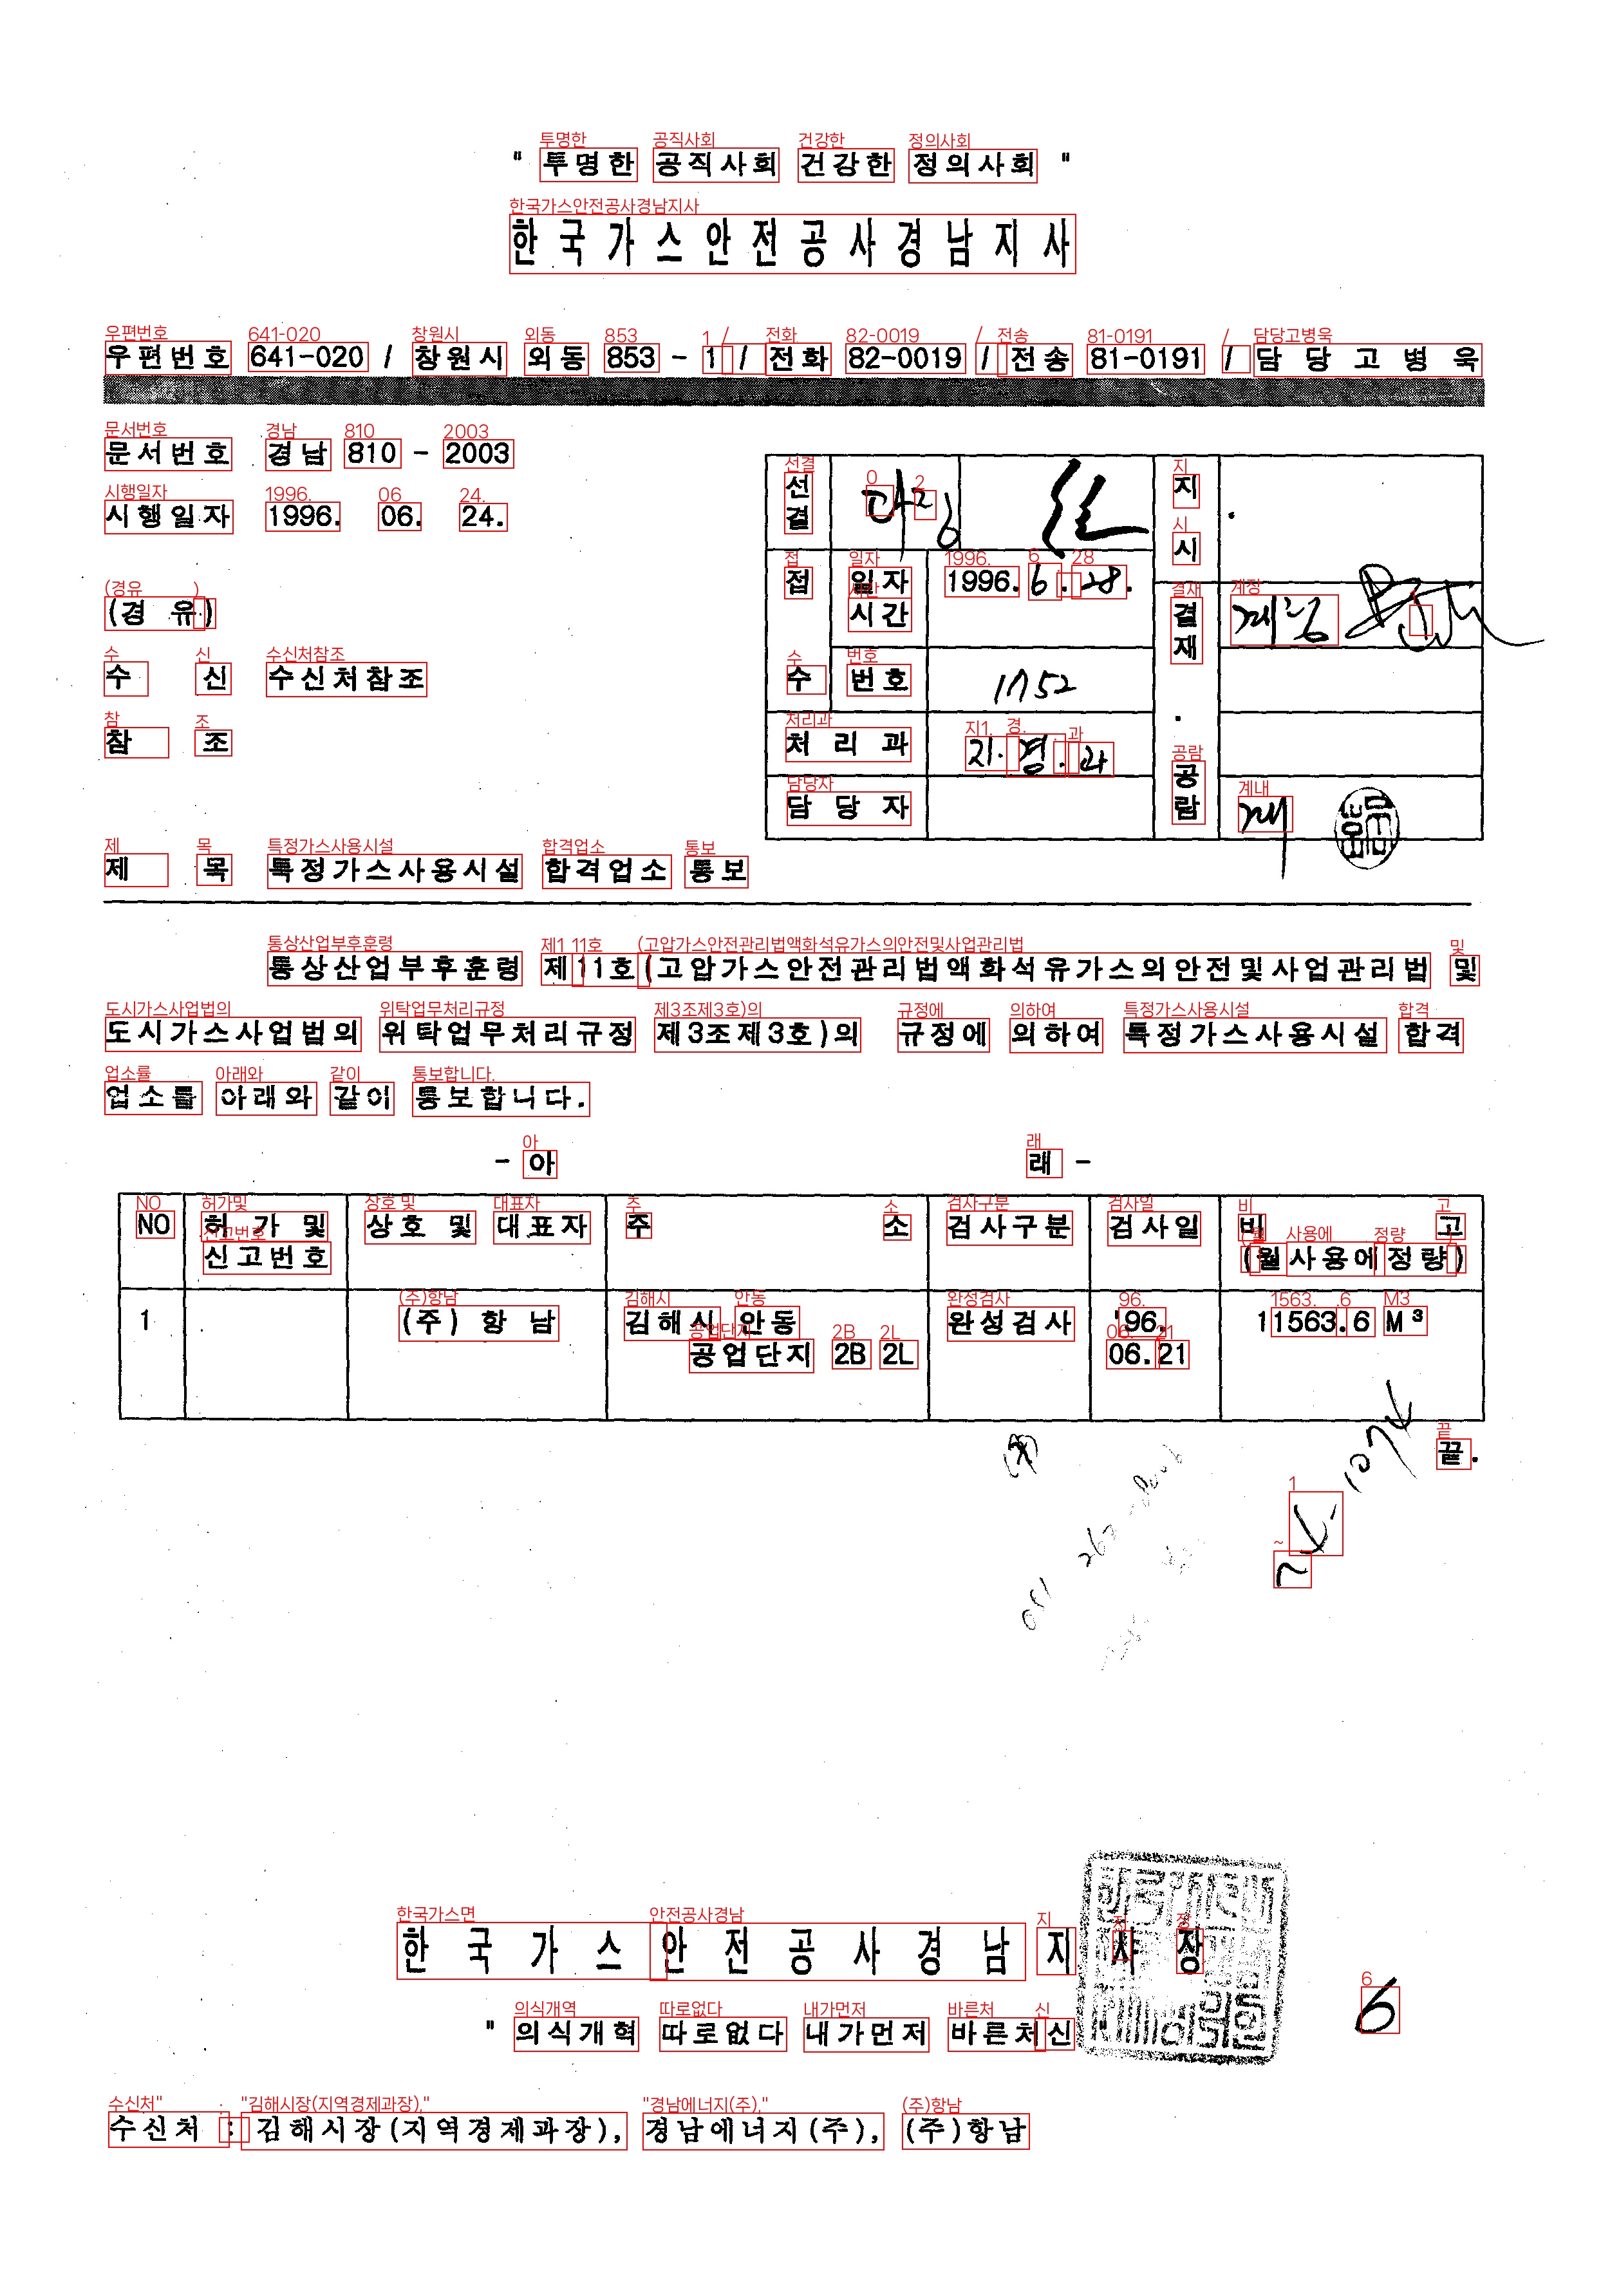 " 투명한 공직사회 건강한 정의사회 "
한국가스안전공사경남지사
우편번호 641-020 / 창원시 외동 853 - 1 / 전화 82-0019 / 전송 81-0191 / 담당고병욱
문서번호 경남 810 - 2003
시행일자 1996. 06. 24.
(경 유)
수 신 수신처참조
참 조
선결 지시
접수 일자 시간 1996. 6. 28.
번호 1752
결재 공람
처리과 지.경.과
담당자
제 목 특정가스사용시설 합격업소 통보
통상산업부후훈령 제11호(고압가스안전관리법액화석유가스의안전및사업관리법 및
도시가스사업법의 위탁업무처리규정 제3조제3호)의 규정에 의하여 특정가스사용시설 합격
업소를 아래와 같이 통보합니다.
- 아 래 -
NO 허가및 신고번호 상호 및 대표자 주 소 검사구분 검사일 비 고 (월사용예정량)
1 (주) 항 남 김해시 안동 공업단지 2B 2L 완성검사 '96. 06.21 11563.6 M³
끝.
한국가스안전공사경남지사장
" 의식개혁 따로없다 내가먼저 바른처신 "
6
수신처 : 김해시장(지역경제과장), 경남에너지(주), (주)항남